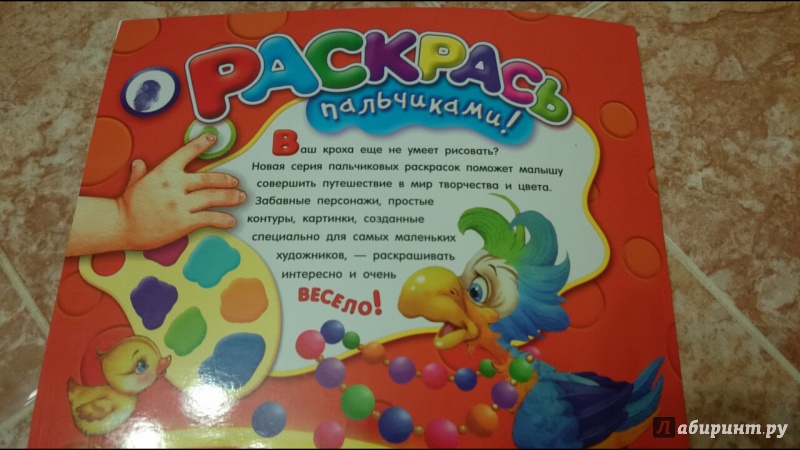 РАСКРАСЬ
пальчиками!
Ваш кроха еще не умеет рисовать?
Новая серия пальчиковых раскрасок поможет малышу
совершить путешествие в мир творчества и цвета.
Забавные персонажи, простые
контуры, картинки, созданные
специально для самых маленьких
художников, — раскрашивать
интересно и очень
ВЕСЕЛО!
Лабиринт.ру